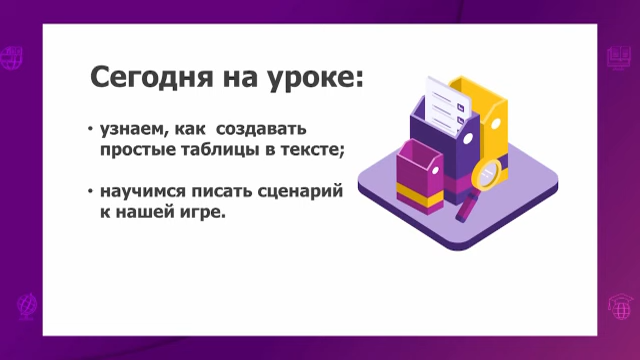 Сегодня на уроке:
• узнаем, как создавать
простые таблицы в тексте;
• научимся писать сценарий
к нашей игре.